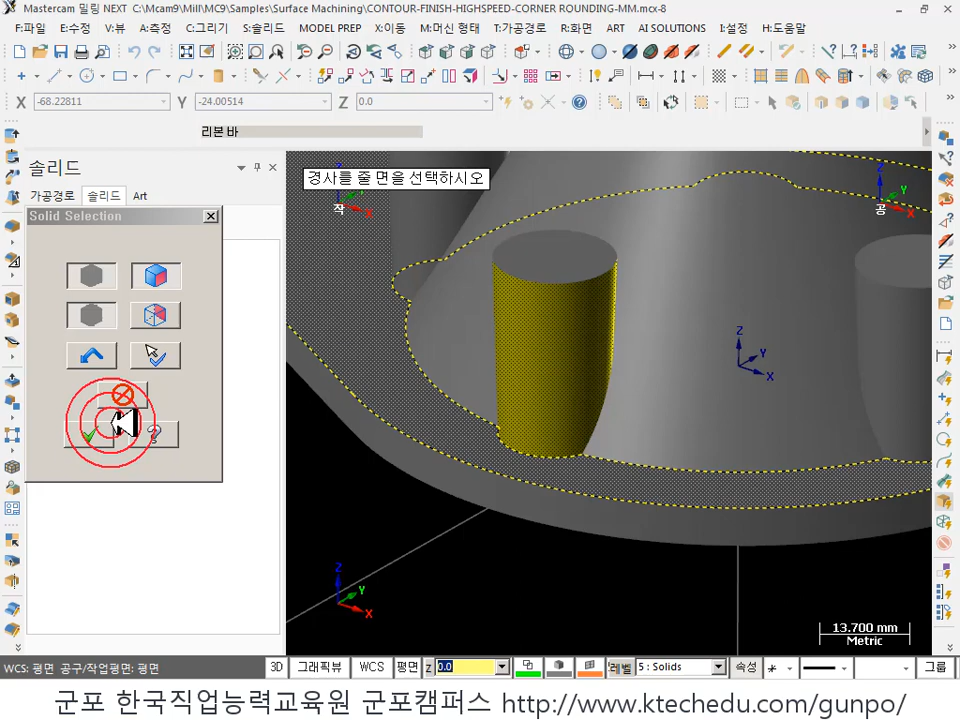 Mastercam 밀링 NEXT C:\Mcam9\Mill\MC9\Samples\Surface Machining\CONTOUR-FINISH-HIGHSPEED-CORNER ROUNDING-MM.mcx-8
F:파일 E:수정 V:뷰 A:측정 C:그리기 S:솔리드 MODEL PREP X:이동 M:머신 형태 T:가공경로 R:화면 ART AI SOLUTIONS I:설정 H:도움말
X -68.22811 Y -24.00514 Z 0.0
리본 바
솔리드
가공경로 솔리드 Art
Solid Selection
경사를 줄 면을 선택하시오
Z
작 X
Z
Y
공 X
Z
Y
X
Z
Y
X
13.700 mm
Metric
WCS: 평면 공구/작업평면: 평면 3D 그래픽뷰 WCS 평면 Z 0.0 레벨 5 : Solids 속성 그룹
군포 한국직업능력교육원 군포캠퍼스 http://www.ktechedu.com/gunpo/